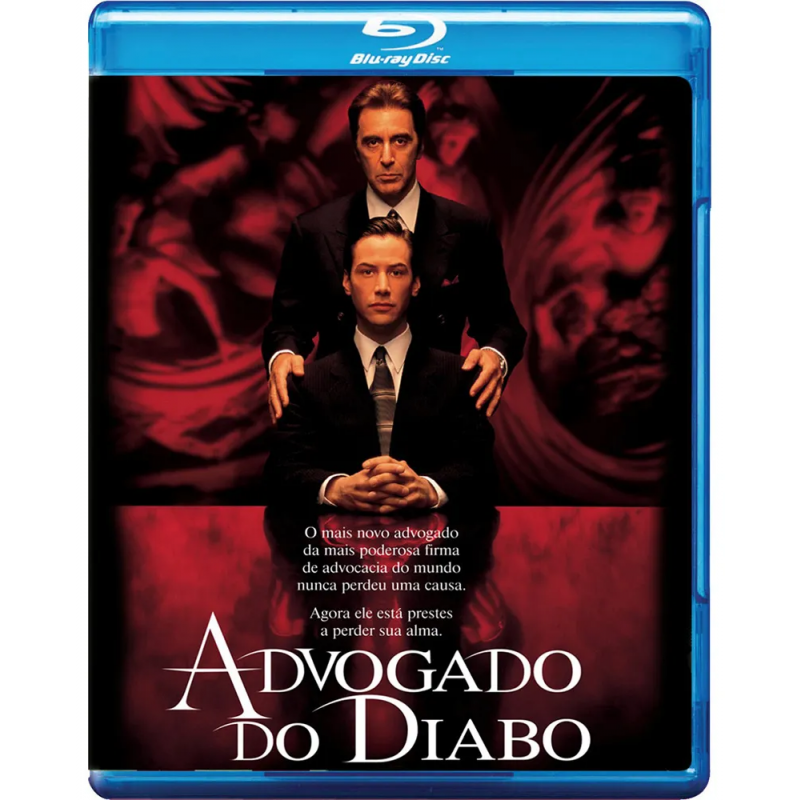 Blu-ray Disc
O mais novo advogado
da mais poderosa firma
de advocacia do mundo
nunca perdeu uma causa.
Agora ele está prestes
a perder sua alma.
ADVOGADO
DO DIABO